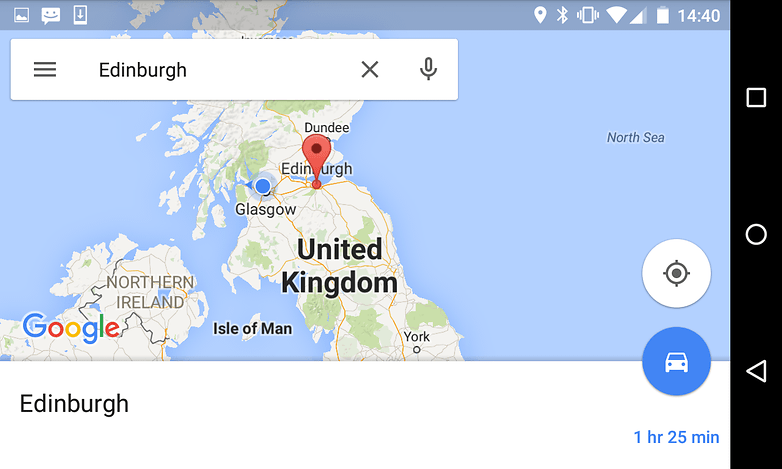 14:40
Inverness
Edinburgh
North Sea
Dundee
Edinburgh
Glasgow
United
Kingdom
NORTHERN
IRELAND
Isle of Man
Google
York
Edinburgh
1 hr 25 min